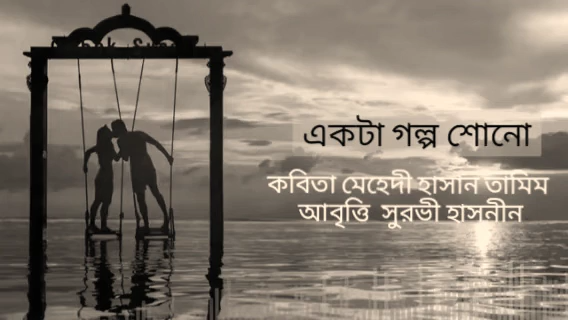 একটা গল্প শোনো
কবিতা মেহেদী হাসান তামিম
আবৃত্তি সুরভী হাসনীন